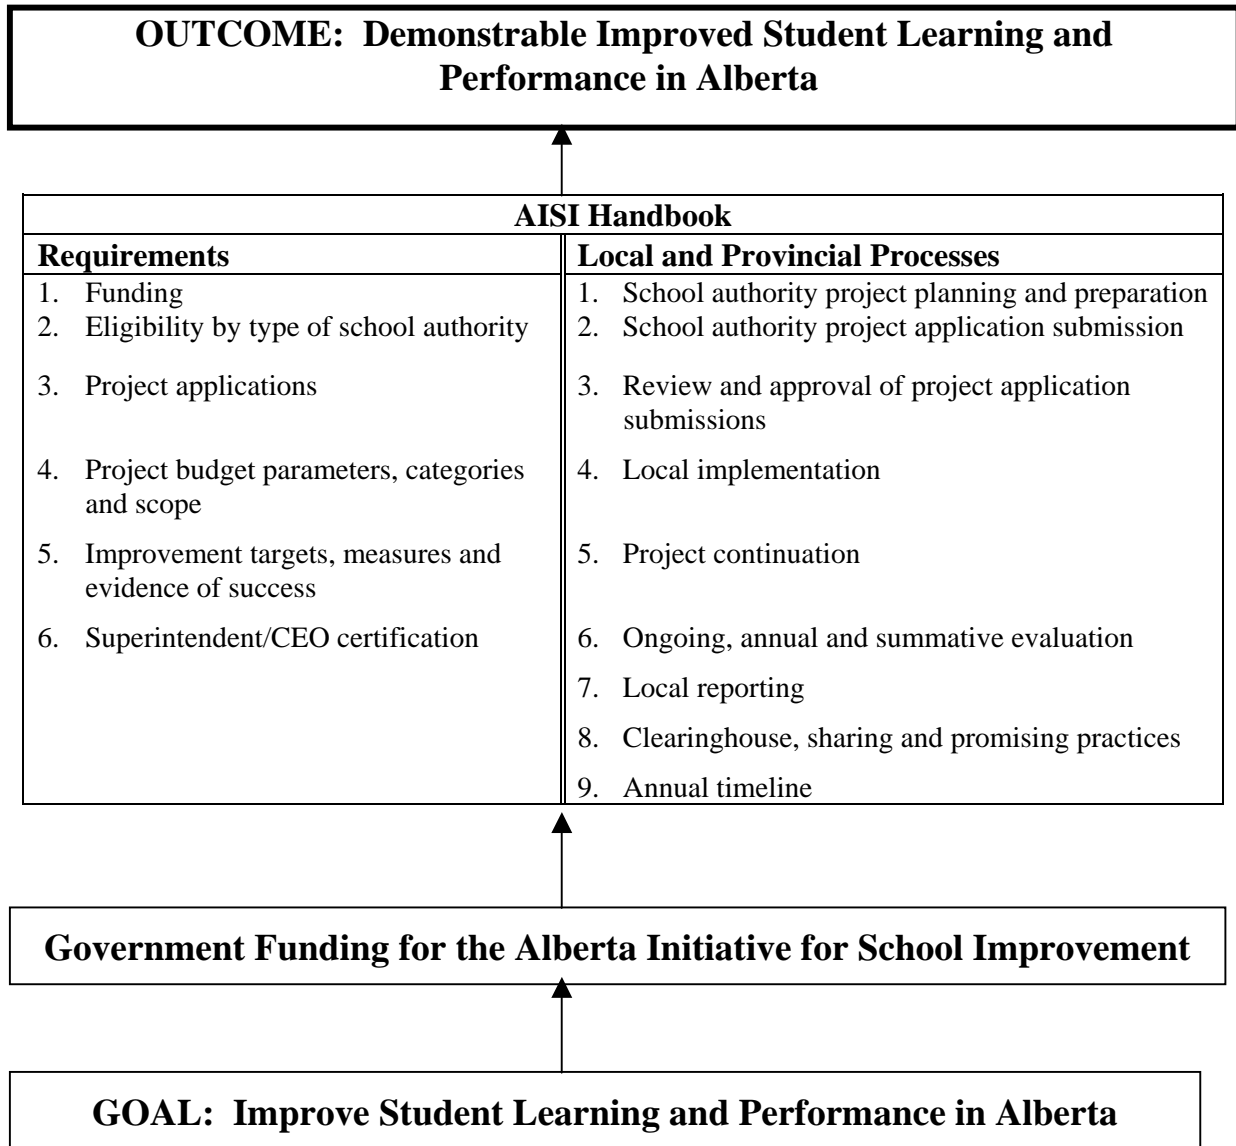 OUTCOME: Demonstrable Improved Student Learning and
Performance in Alberta
AISI Handbook
Requirements
1. Funding
2. Eligibility by type of school authority
3. Project applications
4. Project budget parameters, categories
and scope
5. Improvement targets, measures and
evidence of success
6. Superintendent/CEO certification
Local and Provincial Processes
1. School authority project planning and preparation
2. School authority project application submission
3. Review and approval of project application
submissions
4. Local implementation
5. Project continuation
6. Ongoing, annual and summative evaluation
7. Local reporting
8. Clearinghouse, sharing and promising practices
9. Annual timeline
Government Funding for the Alberta Initiative for School Improvement
GOAL: Improve Student Learning and Performance in Alberta